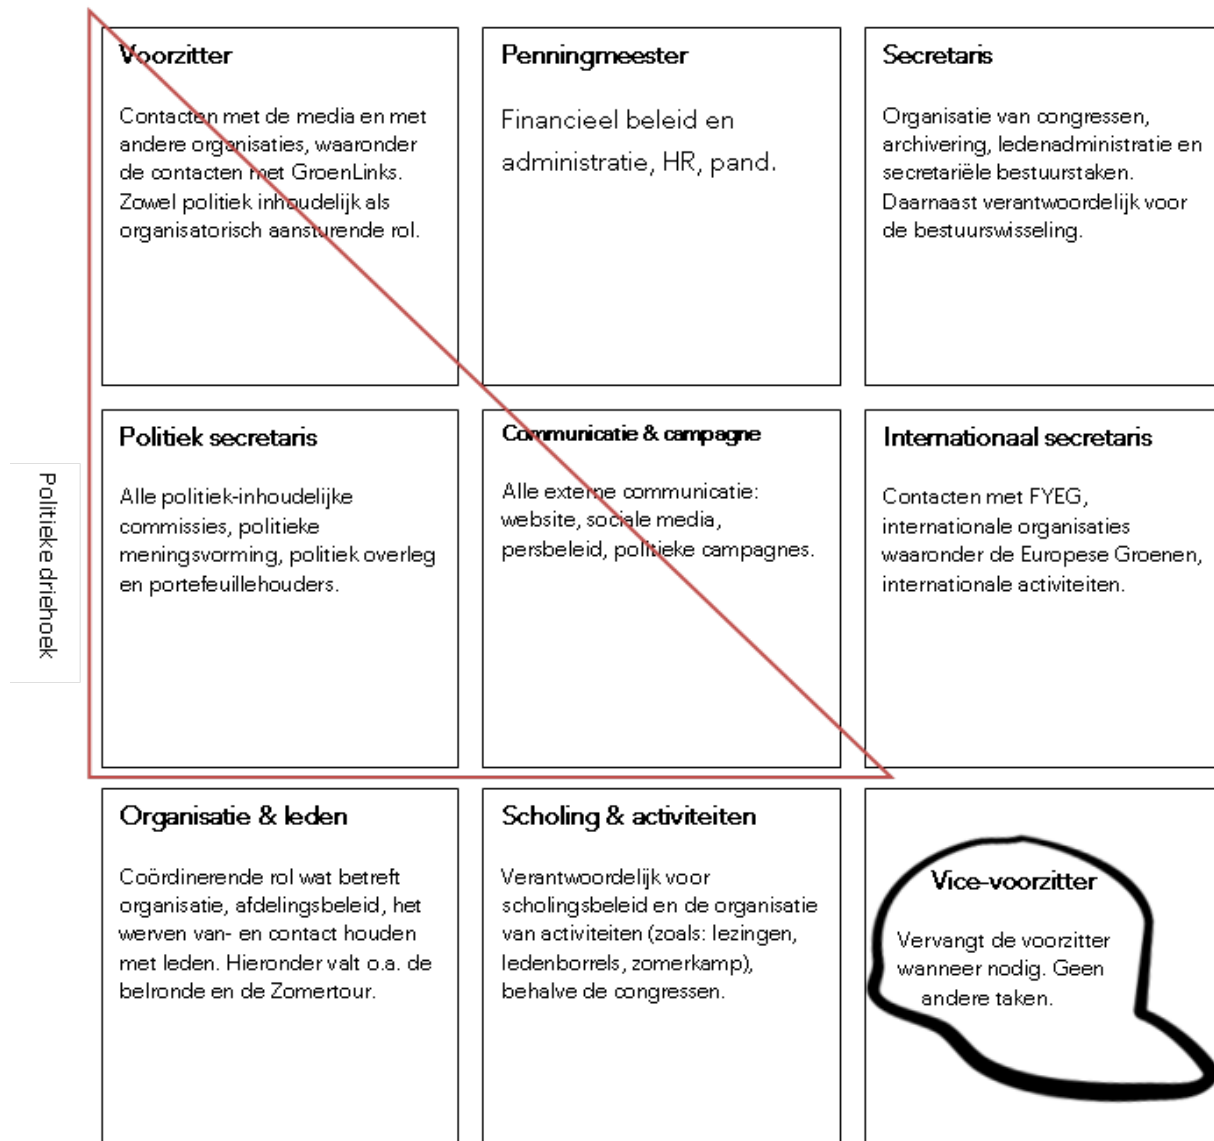 Voorzitter
Contacten met de media en met
andere organisaties, waaronder
de contacten met GroenLinks.
Zowel politiek inhoudelijk als
organisatorisch aansturende rol.
Penningmeester
Financieel beleid en
administratie, HR, pand.
Secretaris
Organisatie van congressen,
archivering, ledenadministratie en
secretariële bestuurstaken.
Daarnaast verantwoordelijk voor
de bestuurswisseling.
Politieke driehoek
Politiek secretaris
Alle politiek-inhoudelijke
commissies, politieke
meningsvorming, politiek overleg
en portefeuillehouders.
Communicatie & campagne
Alle externe communicatie:
website, sociale media,
persbeleid, politieke campagnes.
Internationaal secretaris
Contacten met FYEG,
internationale organisaties
waaronder de Europese Groenen,
internationale activiteiten.
Organisatie & leden
Coördinerende rol wat betreft
organisatie, afdelingsbeleid, het
werven van- en contact houden
met leden. Hieronder valt o.a. de
belronde en de Zomertour.
Scholing & activiteiten
Verantwoordelijk voor
scholingsbeleid en de organisatie
van activiteiten (zoals: lezingen,
ledenborrels, zomerkamp),
behalve de congressen.
Vice-voorzitter
Vervangt de voorzitter
wanneer nodig. Geen
andere taken.